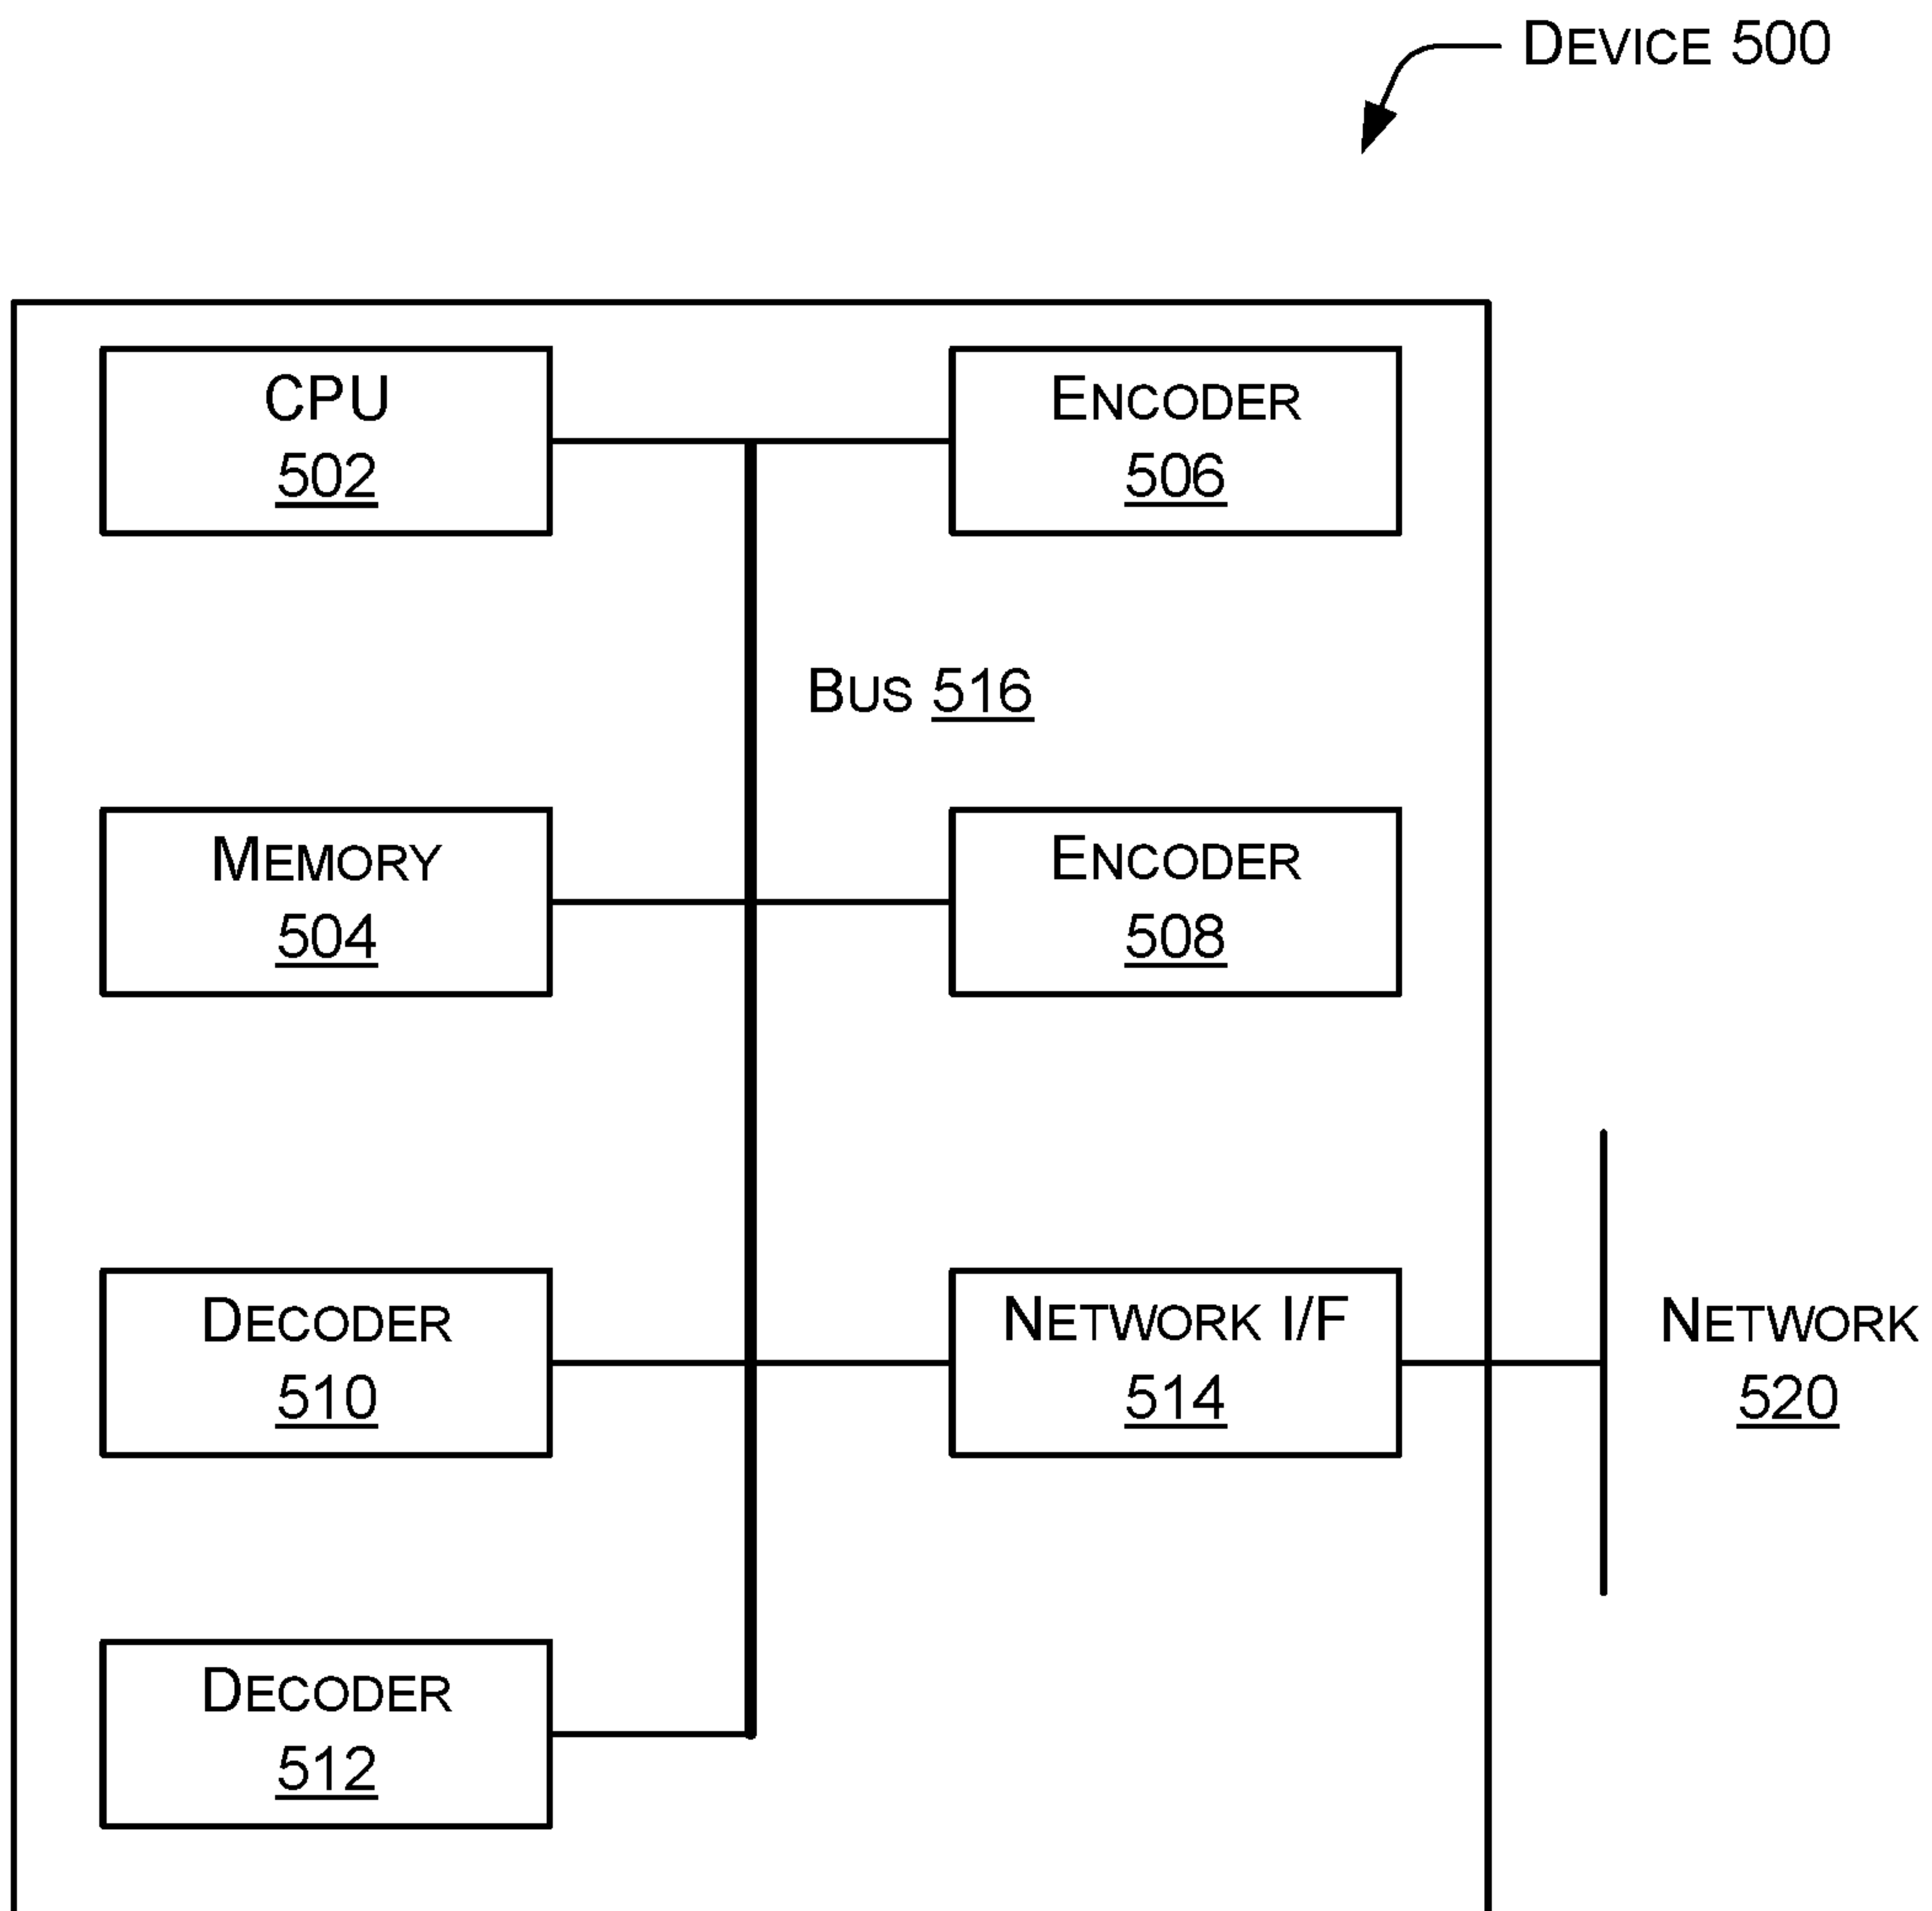 DEVICE 500
CPU
502
ENCODER
506
BUS 516
MEMORY
504
ENCODER
508
DECODER
510
NETWORK I/F
514
NETWORK
520
DECODER
512